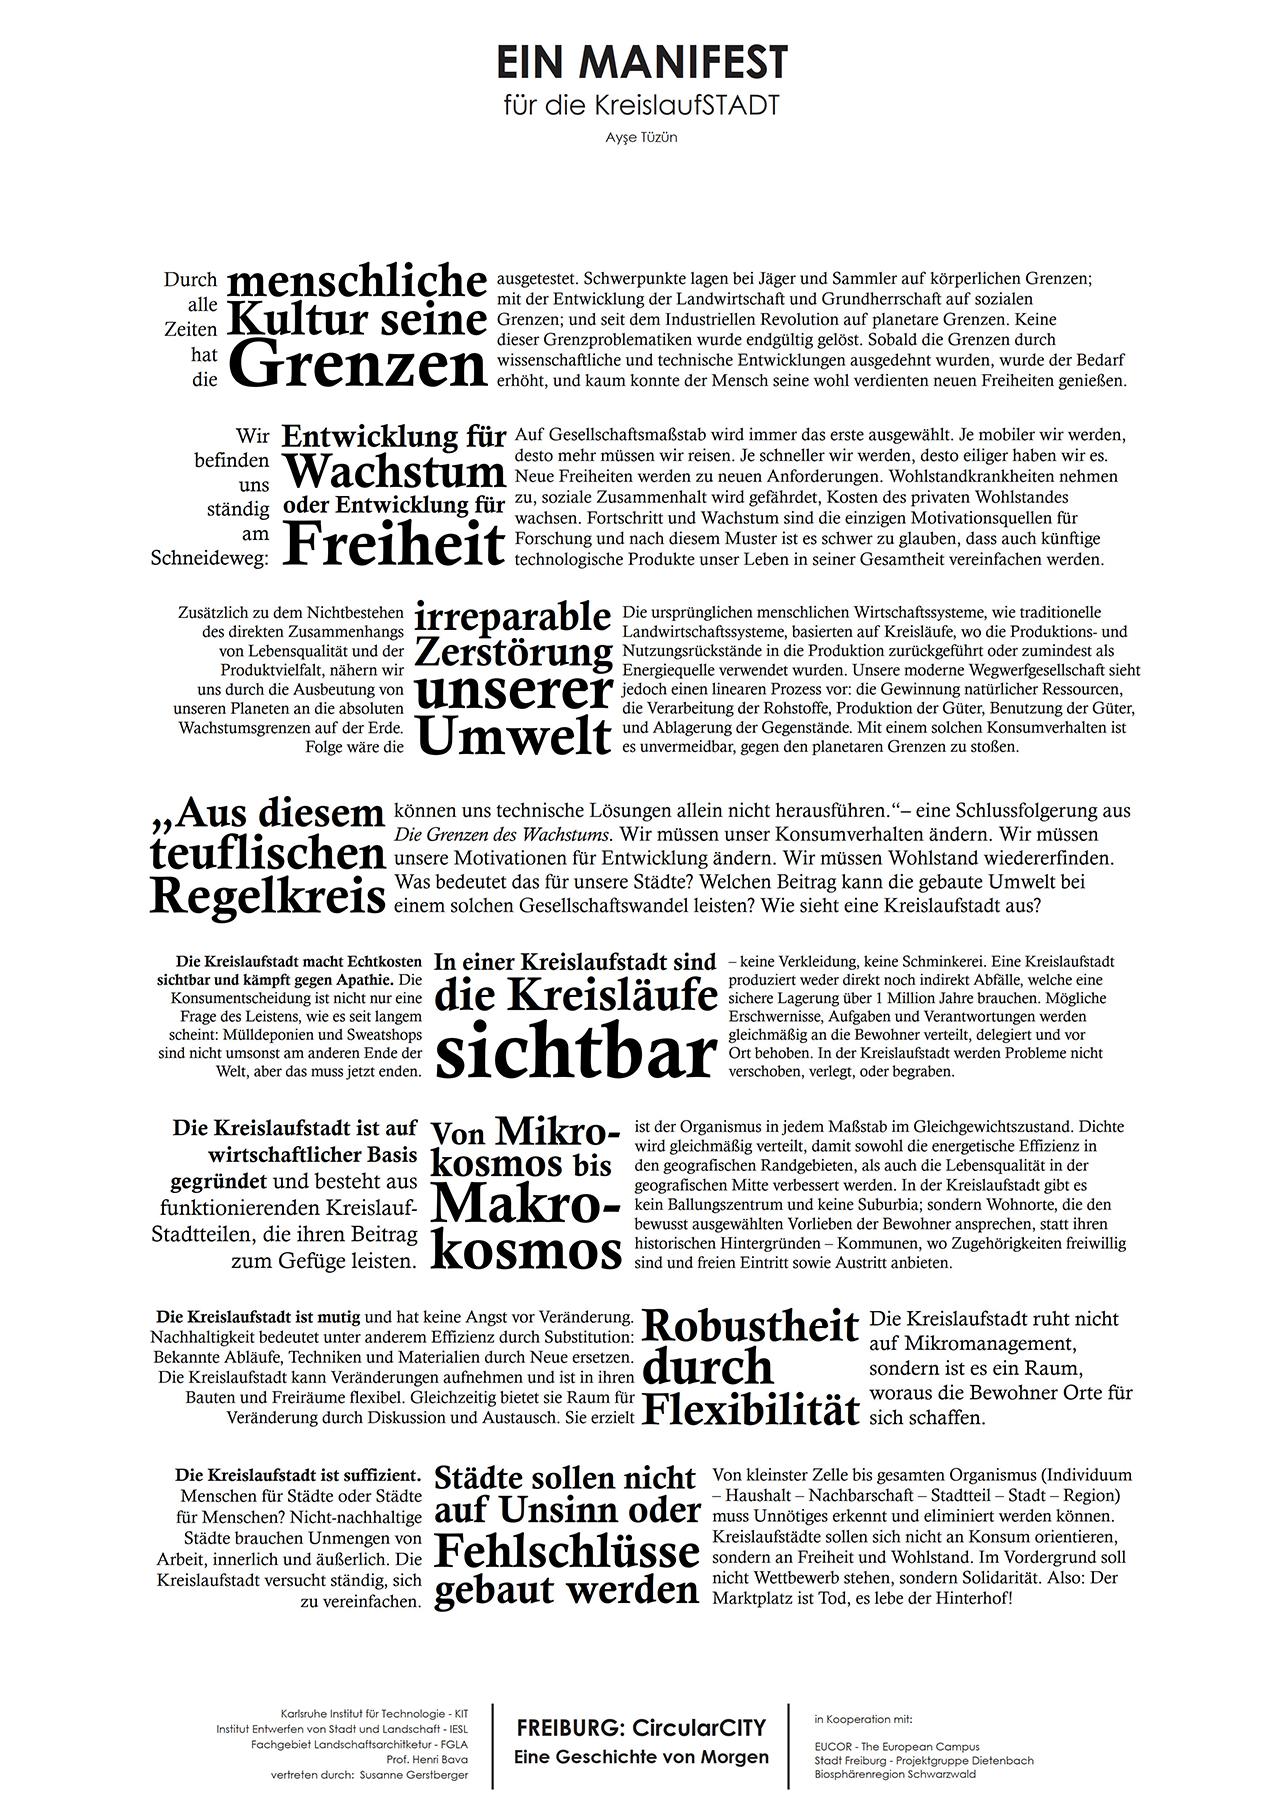 EIN MANIFEST
für die KreislaufSTADT
Ayşe Tüzün
Durch
alle
Zeiten
hat
die
menschliche
Kultur seine
Grenzen
ausgetestet. Schwerpunkte lagen bei Jäger und Sammler auf körperlichen Grenzen;
mit der Entwicklung der Landwirtschaft und Grundherrschaft auf sozialen
Grenzen; und seit dem Industriellen Revolution auf planetare Grenzen. Keine
dieser Grenzproblematiken wurde endgültig gelöst. Sobald die Grenzen durch
wissenschaftliche und technische Entwicklungen ausgedehnt wurden, wurde der Bedarf
erhöht, und kaum konnte der Mensch seine wohl verdienten neuen Freiheiten genießen.
Wir
befinden
uns
ständig
am
Schneideweg:
Entwicklung für
Wachstum
oder Entwicklung für
Freiheit
Auf Gesellschaftsmaßstab wird immer das erste ausgewählt. Je mobiler wir werden,
desto mehr müssen wir reisen. Je schneller wir werden, desto eiliger haben wir es.
Neue Freiheiten werden zu neuen Anforderungen. Wohlstandkrankheiten nehmen
zu, soziale Zusammenhalt wird gefährdet, Kosten des privaten Wohlstandes
wachsen. Fortschritt und Wachstum sind die einzigen Motivationsquellen für
Forschung und nach diesem Muster ist es schwer zu glauben, dass auch künftige
technologische Produkte unser Leben in seiner Gesamtheit vereinfachen werden.
Zusätzlich zu dem Nichtbestehen
des direkten Zusammenhangs
von Lebensqualität und der
Produktvielfalt, nähern wir
uns durch die Ausbeutung von
unseren Planeten an die absoluten
Wachstumsgrenzen auf der Erde.
Folge wäre die
irreparable
Zerstörung
unserer
Umwelt
Die ursprünglichen menschlichen Wirtschaftssysteme, wie traditionelle
Landwirtschaftssysteme, basierten auf Kreisläufe, wo die Produktions- und
Nutzungsrückstände in die Produktion zurückgeführt oder zumindest als
Energiequelle verwendet wurden. Unsere moderne Wegwerfgesellschaft sieht
jedoch einen linearen Prozess vor: die Gewinnung natürlicher Ressourcen,
die Verarbeitung der Rohstoffe, Produktion der Güter, Benutzung der Güter,
und Ablagerung der Gegenstände. Mit einem solchen Konsumverhalten ist
es unvermeidbar, gegen den planetaren Grenzen zu stoßen.
„Aus diesem
teuflischen
Regelkreis
können uns technische Lösungen allein nicht herausführen.“– eine Schlussfolgerung aus
Die Grenzen des Wachstums. Wir müssen unser Konsumverhalten ändern. Wir müssen
unsere Motivationen für Entwicklung ändern. Wir müssen Wohlstand wiedererfinden.
Was bedeutet das für unsere Städte? Welchen Beitrag kann die gebaute Umwelt bei
einem solchen Gesellschaftswandel leisten? Wie sieht eine Kreislaufstadt aus?
Die Kreislaufstadt macht Echtkosten
sichtbar und kämpft gegen Apathie. Die
Konsumentscheidung ist nicht nur eine
Frage des Leistens, wie es seit langem
scheint: Mülldeponien und Sweatshops
sind nicht umsonst am anderen Ende der
Welt, aber das muss jetzt enden.
In einer Kreislaufstadt sind
die Kreisläufe
sichtbar
– keine Verkleidung, keine Schminkerei. Eine Kreislaufstadt
produziert weder direkt noch indirekt Abfälle, welche eine
sichere Lagerung über 1 Million Jahre brauchen. Mögliche
Erschwernisse, Aufgaben und Verantwortungen werden
gleichmäßig an die Bewohner verteilt, delegiert und vor
Ort behoben. In der Kreislaufstadt werden Probleme nicht
verschoben, verlegt, oder begraben.
Die Kreislaufstadt ist auf
wirtschaftlicher Basis
gegründet und besteht aus
funktionierenden Kreislauf-
Stadtteilen, die ihren Beitrag
zum Gefüge leisten.
Von Mikro-
kosmos bis
Makro-
kosmos
ist der Organismus in jedem Maßstab im Gleichgewichtszustand. Dichte
wird gleichmäßig verteilt, damit sowohl die energetische Effizienz in
den geografischen Randgebieten, als auch die Lebensqualität in der
geografischen Mitte verbessert werden. In der Kreislaufstadt gibt es
kein Ballungszentrum und keine Suburbia; sondern Wohnorte, die den
bewusst ausgewählten Vorlieben der Bewohner ansprechen, statt ihren
historischen Hintergründen – Kommunen, wo Zugehörigkeiten freiwillig
sind und freien Eintritt sowie Austritt anbieten.
Die Kreislaufstadt ist mutig und hat keine Angst vor Veränderung.
Nachhaltigkeit bedeutet unter anderem Effizienz durch Substitution:
Bekannte Abläufe, Techniken und Materialien durch Neue ersetzen.
Die Kreislaufstadt kann Veränderungen aufnehmen und ist in ihren
Bauten und Freiräume flexibel. Gleichzeitig bietet sie Raum für
Veränderung durch Diskussion und Austausch. Sie erzielt
Robustheit
durch
Flexibilität
Die Kreislaufstadt ruht nicht
auf Mikromanagement,
sondern ist es ein Raum,
woraus die Bewohner Orte für
sich schaffen.
Die Kreislaufstadt ist suffizient.
Menschen für Städte oder Städte
für Menschen? Nicht-nachhaltige
Städte brauchen Unmengen von
Arbeit, innerlich und äußerlich. Die
Kreislaufstadt versucht ständig, sich
zu vereinfachen.
Städte sollen nicht
auf Unsinn oder
Fehlschlüsse
gebaut werden
Von kleinster Zelle bis gesamten Organismus (Individuum
– Haushalt – Nachbarschaft – Stadtteil – Stadt – Region)
muss Unnötiges erkennt und eliminiert werden können.
Kreislaufstädte sollen sich nicht an Konsum orientieren,
sondern an Freiheit und Wohlstand. Im Vordergrund soll
nicht Wettbewerb stehen, sondern Solidarität. Also: Der
Marktplatz ist Tod, es lebe der Hinterhof!
Karlsruhe Institut für Technologie - KIT
Institut Entwerfen von Stadt und Landschaft - IESL
Fachgebiet Landschaftsarchitketur - FGLA
Prof. Henri Bava
vertreten durch: Susanne Gerstberger
FREIBURG: CircularCITY
Eine Geschichte von Morgen
in Kooperation mit:
EUCOR - The European Campus
Stadt Freiburg - Projektgruppe Dietenbach
Biosphärenregion Schwarzwald